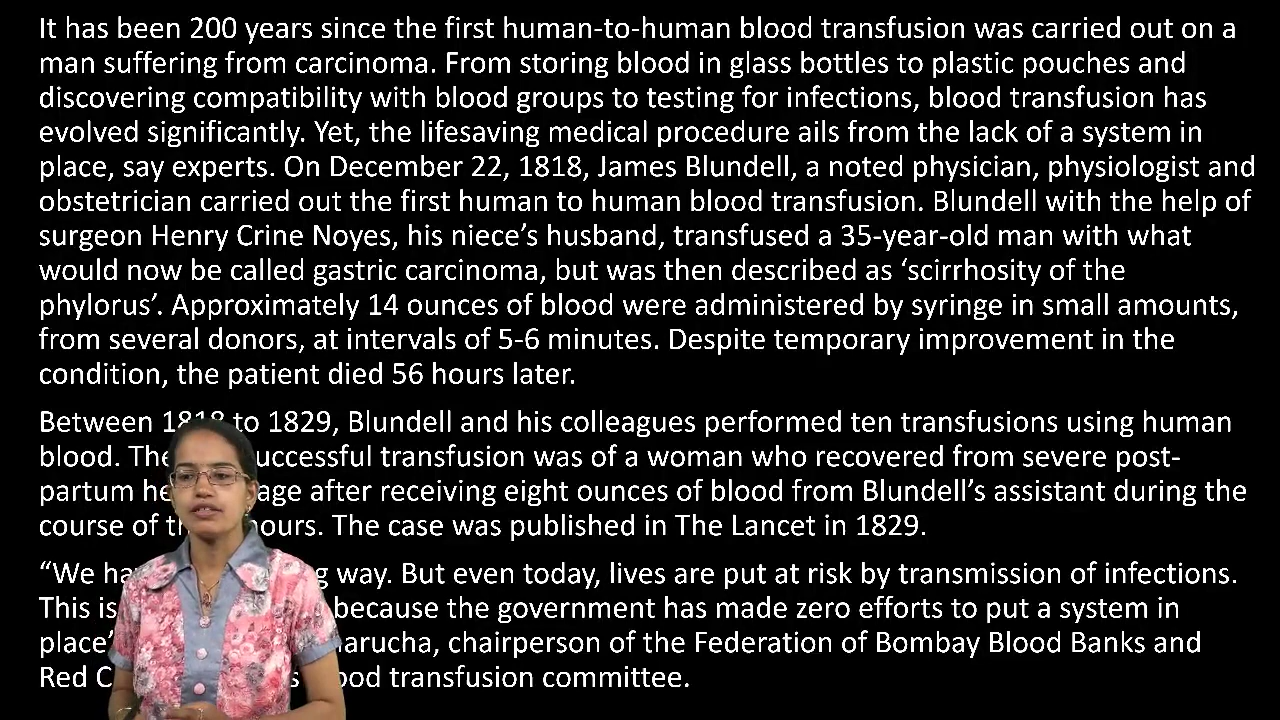 It has been 200 years since the first human-to-human blood transfusion was carried out on a
man suffering from carcinoma. From storing blood in glass bottles to plastic pouches and
discovering compatibility with blood groups to testing for infections, blood transfusion has
evolved significantly. Yet, the lifesaving medical procedure ails from the lack of a system in
place, say experts. On December 22, 1818, James Blundell, a noted physician, physiologist and
obstetrician carried out the first human to human blood transfusion. Blundell with the help of
surgeon Henry Crine Noyes, his niece’s husband, transfused a 35-year-old man with what
would now be called gastric carcinoma, but was then described as ‘scirrhosity of the
phylorus’. Approximately 14 ounces of blood were administered by syringe in small amounts,
from several donors, at intervals of 5-6 minutes. Despite temporary improvement in the
condition, the patient died 56 hours later.
Between 1818 to 1829, Blundell and his colleagues performed ten transfusions using human
blood. The successful transfusion was of a woman who recovered from severe post-
partum after receiving eight ounces of blood from Blundell’s assistant during the
course of hours. The case was published in The Lancet in 1829.
“We way. But even today, lives are put at risk by transmission of infections.
This is because the government has made zero efforts to put a system in
chairperson of the Federation of Bombay Blood Banks and
Red transfusion committee.